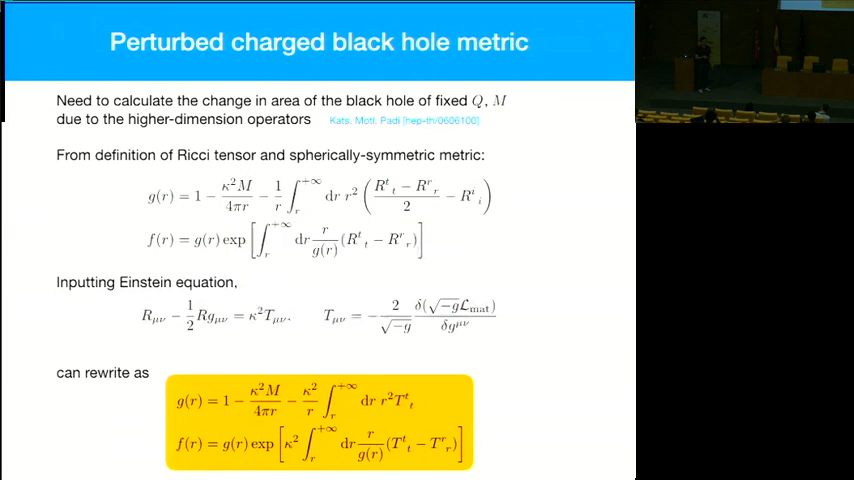 Perturbed charged black hole metric
Need to calculate the change in area of the black hole of fixed Q, M
due to the higher-dimension operators Kats, Motl, Padi [hep-th/0606100]
From definition of Ricci tensor and spherically-symmetric metric:
g(r) = 1 − κ²M/4πr − 1/r ∫_r^{+∞} dr r² ( (R^t_t − R^r_r)/2 − R^i_i )
f(r) = g(r) exp [ ∫_r^{+∞} dr r/g(r) (R^t_t − R^r_r) ]
Inputting Einstein equation,
R_{μν} − 1/2 Rg_{μν} = κ²T_{μν}. T_{μν} = − 2/√−g δ(√−g ℒ_mat)/δg^{μν}
can rewrite as
g(r) = 1 − κ²M/4πr − κ²/r ∫_r^{+∞} dr r²T^t_t
f(r) = g(r) exp [ κ² ∫_r^{+∞} dr r/g(r) (T^t_t − T^r_r) ]